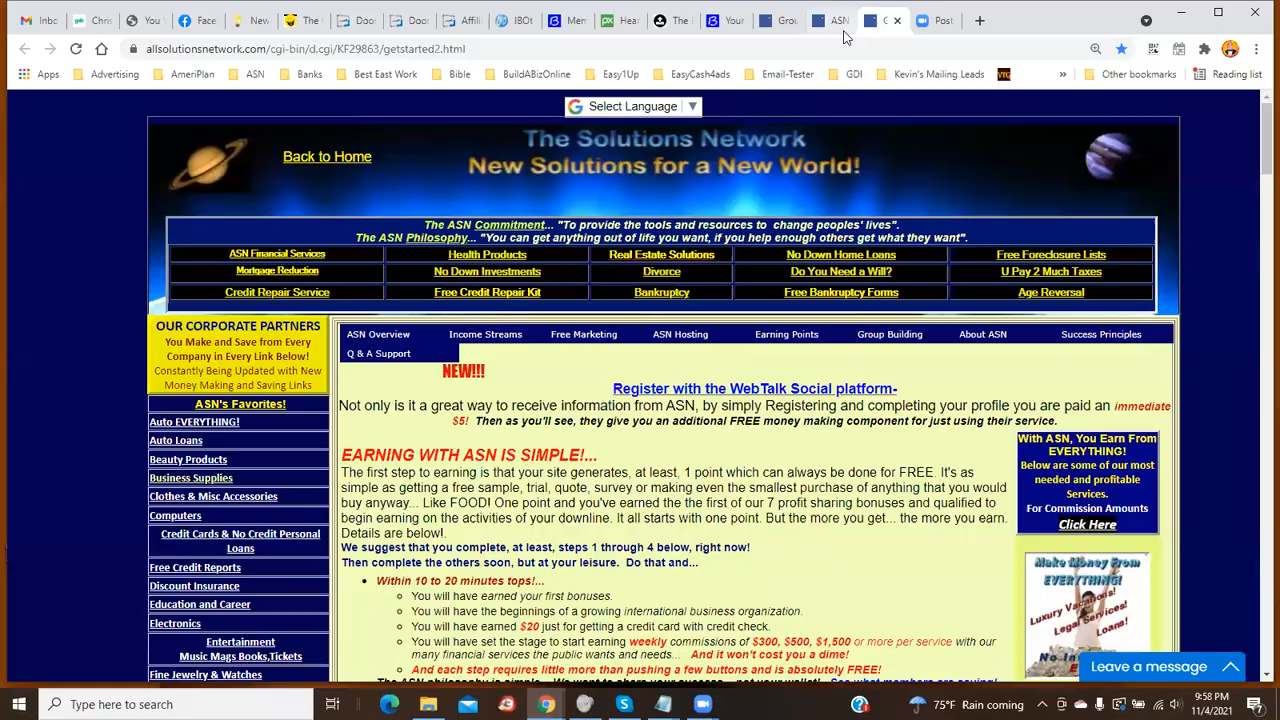 Inbo
Chris
You
Face
New
The
Door
Door
Affili
IBOt
Mem
Hear
The
Your
Grou
ASN
G
Post
allsolutionsnetwork.com/cgi-bin/d.cgi/KF29863/getstarted2.html
Apps Advertising AmeriPlan ASN Banks Best East Work Bible BuildABizOnline Easy1Up EasyCash4ads Email-Tester GDI Kevin's Mailing Leads » Other bookmarks Reading list
Select Language ▼
The Solutions Network
Back to Home
New Solutions for a New World!
The ASN Commitment... "To provide the tools and resources to change peoples' lives".
The ASN Philosophy... "You can get anything out of life you want, if you help enough others get what they want".
ASN Financial Services Health Products Real Estate Solutions No Down Home Loans Free Foreclosure Lists
Mortgage Reduction No Down Investments Divorce Do You Need a Will? U Pay 2 Much Taxes
Credit Repair Service Free Credit Repair Kit Bankruptcy Free Bankruptcy Forms Age Reversal
OUR CORPORATE PARTNERS
You Make and Save from Every
Company in Every Link Below!
Constantly Being Updated with New
Money Making and Saving Links
ASN's Favorites!
Auto EVERYTHING!
Auto Loans
Beauty Products
Business Supplies
Clothes & Misc Accessories
Computers
Credit Cards & No Credit Personal
Loans
Free Credit Reports
Discount Insurance
Education and Career
Electronics
Entertainment
Music Mags Books,Tickets
Fine Jewelry & Watches
ASN Overview Income Streams Free Marketing ASN Hosting Earning Points Group Building About ASN Success Principles
Q & A Support
NEW!!!
Register with the WebTalk Social platform-
Not only is it a great way to receive information from ASN, by simply Registering and completing your profile you are paid an immediate
$5! Then as you'll see, they give you an additional FREE money making component for just using their service.
EARNING WITH ASN IS SIMPLE!...
The first step to earning is that your site generates, at least, 1 point which can always be done for FREE. It's as
simple as getting a free sample, trial, quote, survey or making even the smallest purchase of anything that you would
buy anyway... Like FOOD! One point and you've earned the the first of our 7 profit sharing bonuses and qualified to
begin earning on the activities of your downline. It all starts with one point. But the more you get... the more you earn.
Details are below!
We suggest that you complete, at least, steps 1 through 4 below, right now!
Then complete the others soon, but at your leisure. Do that and...
Within 10 to 20 minutes tops!...
You will have earned your first bonuses.
You will have the beginnings of a growing international business organization.
You will have earned $20 just for getting a credit card with credit check.
You will have set the stage to start earning weekly commissions of $300, $500, $1,500 or more per service with our
many financial services the public wants and needs... And it won't cost you a dime!
And each step requires little more than pushing a few buttons and is absolutely FREE!
With ASN, You Earn From
EVERYTHING!
Below are some of our most
needed and profitable
Services.
For Commission Amounts
Click Here
Make Money From
EVERYTHING!
Luxury Vacations!
Legal Services!
Loans!
Leave a message
Type here to search
75°F Rain coming
9:58 PM
11/4/2021